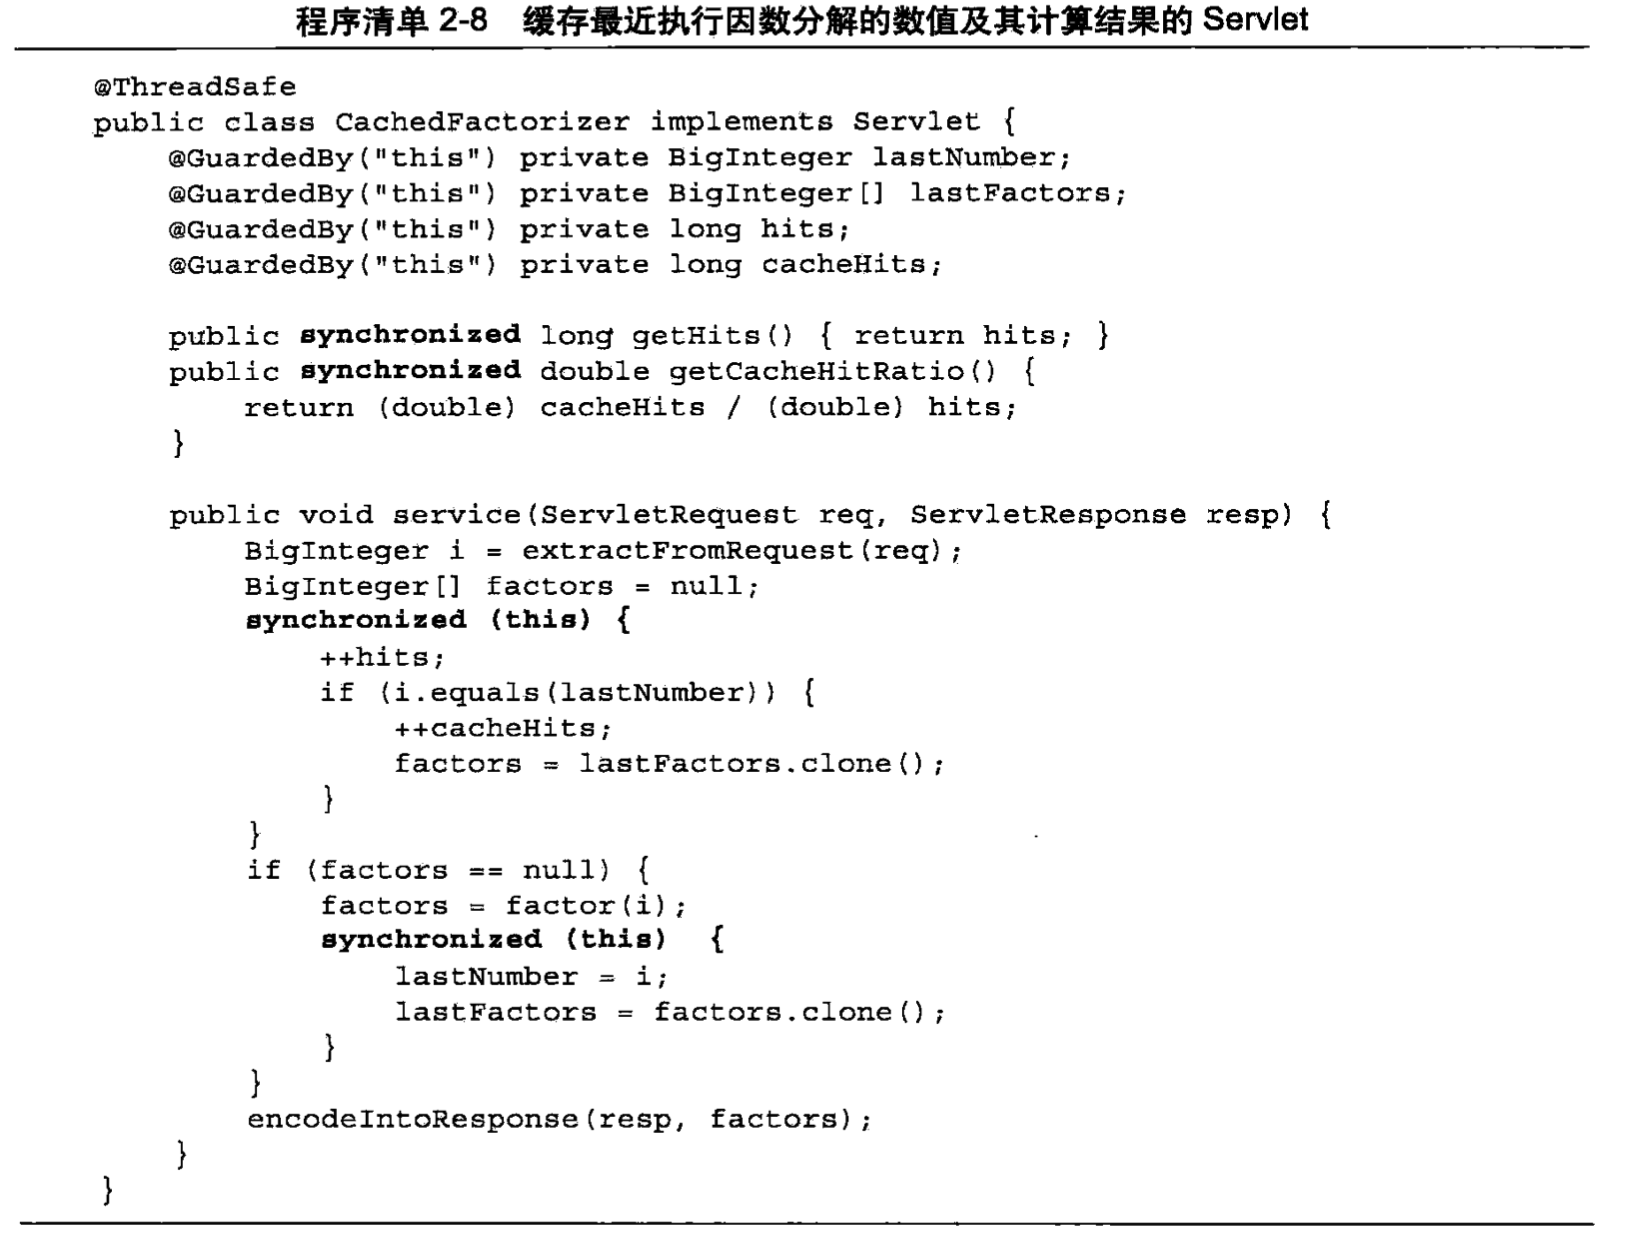 程序清单 2-8 缓存最近执行因数分解的数值及其计算结果的 Servlet
@ThreadSafe
public class CachedFactorizer implements Servlet {
    @GuardedBy("this") private BigInteger lastNumber;
    @GuardedBy("this") private BigInteger[] lastFactors;
    @GuardedBy("this") private long hits;
    @GuardedBy("this") private long cacheHits;

    public synchronized long getHits() { return hits; }
    public synchronized double getCacheHitRatio() {
        return (double) cacheHits / (double) hits;
    }

    public void service(ServletRequest req, ServletResponse resp) {
        BigInteger i = extractFromRequest(req);
        BigInteger[] factors = null;
        synchronized (this) {
            ++hits;
            if (i.equals(lastNumber)) {
                ++cacheHits;
                factors = lastFactors.clone();
            }
        }
        if (factors == null) {
            factors = factor(i);
            synchronized (this) {
                lastNumber = i;
                lastFactors = factors.clone();
            }
        }
        encodeIntoResponse(resp, factors);
    }
}